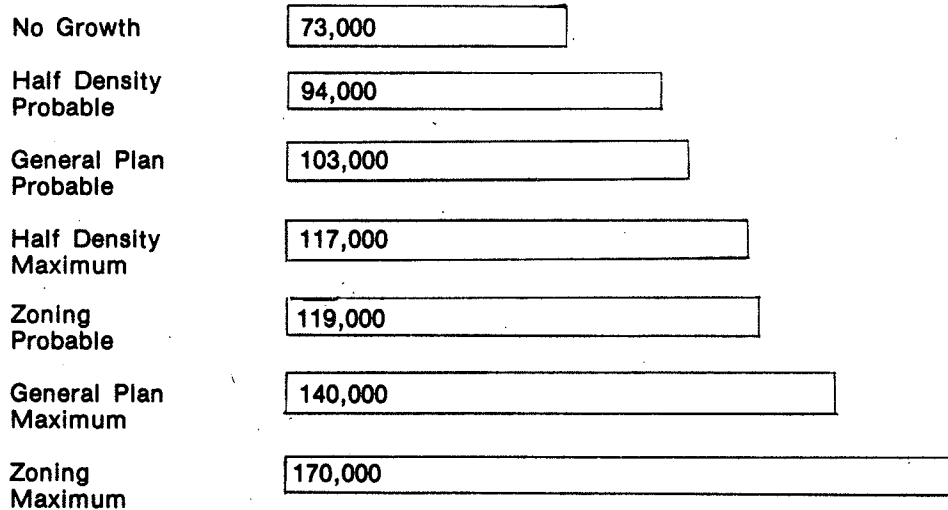 No Growth 73,000
Half Density
Probable 94,000
General Plan
Probable 103,000
Half Density
Maximum 117,000
Zoning
Probable 119,000
General Plan
Maximum 140,000
Zoning
Maximum 170,000